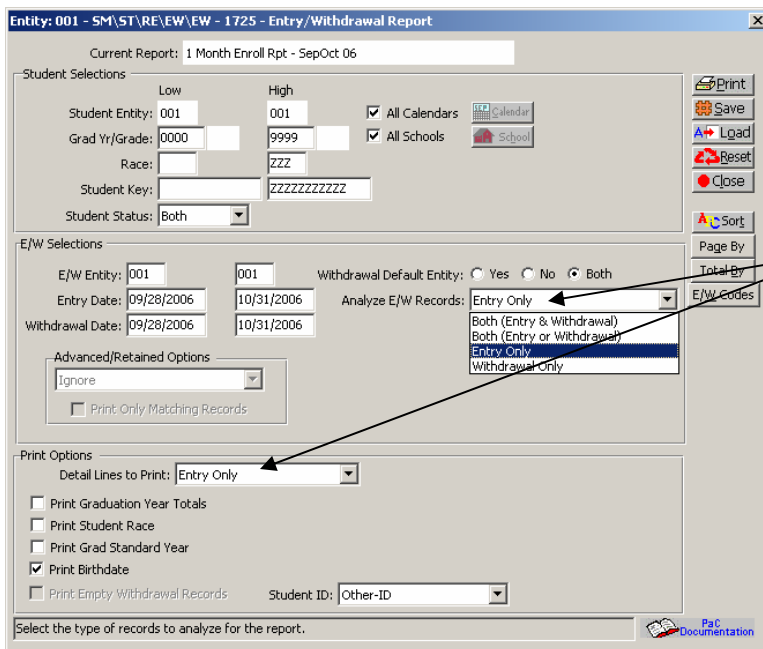 Entity: 001 - SM\ST\RE\EW\EW - 1725 - Entry/Withdrawal Report
Current Report: 1 Month Enroll Rpt - SepOct 06
Student Selections
Low High
Student Entity: 001 001 All Calendars SEP Calendar
Grad Yr/Grade: 0000 9999 All Schools School
Race: ZZZ
Student Key: ZZZZZZZZZZZ
Student Status: Both
Print
Save
Load
Reset
Close
Sort
Page By
Total By
E/W Codes
E/W Selections
E/W Entity: 001 001 Withdrawal Default Entity: Yes No Both
Entry Date: 09/28/2006 10/31/2006 Analyze E/W Records: Entry Only
Withdrawal Date: 09/28/2006 10/31/2006
Both (Entry & Withdrawal)
Both (Entry or Withdrawal)
Entry Only
Withdrawal Only
Advanced/Retained Options
Ignore
Print Only Matching Records
Print Options
Detail Lines to Print: Entry Only
Print Graduation Year Totals
Print Student Race
Print Grad Standard Year
Print Birthdate
Print Empty Withdrawal Records Student ID: Other-ID
Select the type of records to analyze for the report.
PaC
Documentation